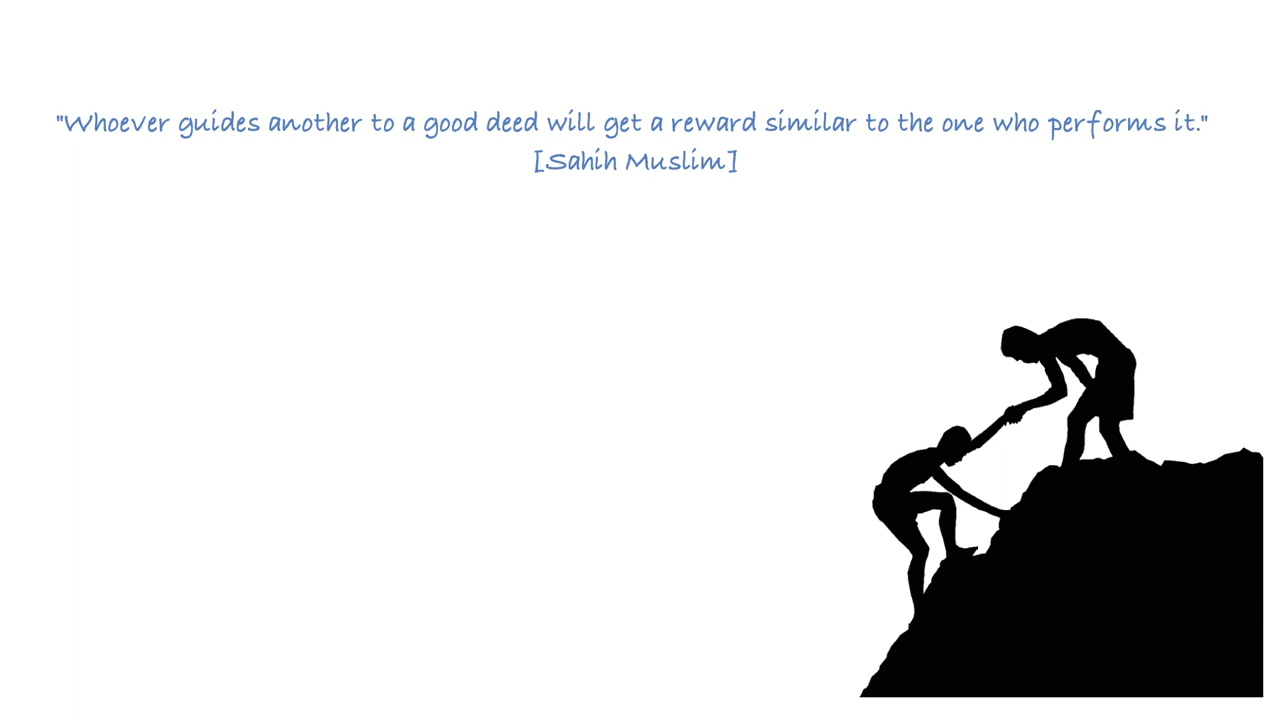 "Whoever guides another to a good deed will get a reward similar to the one who performs it."
[Sahih Muslim]